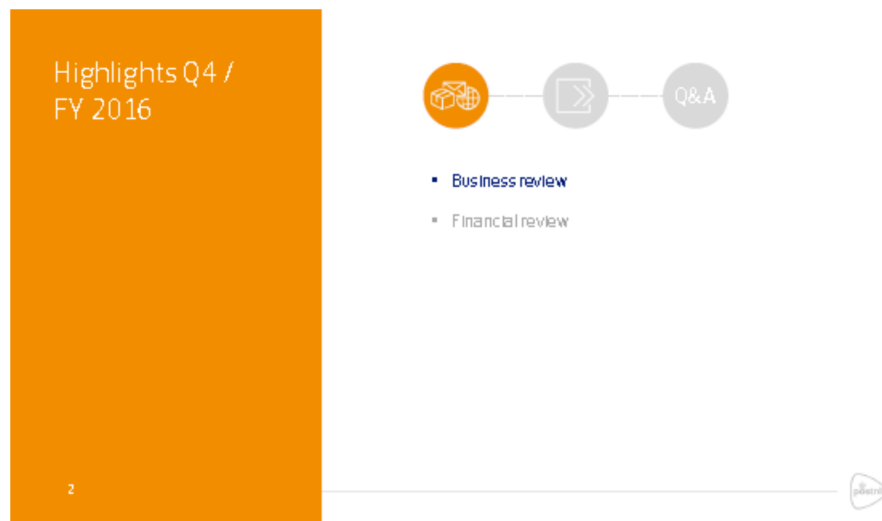 Highlights Q4 /
FY 2016
Q&A
Business review
Financial review
2